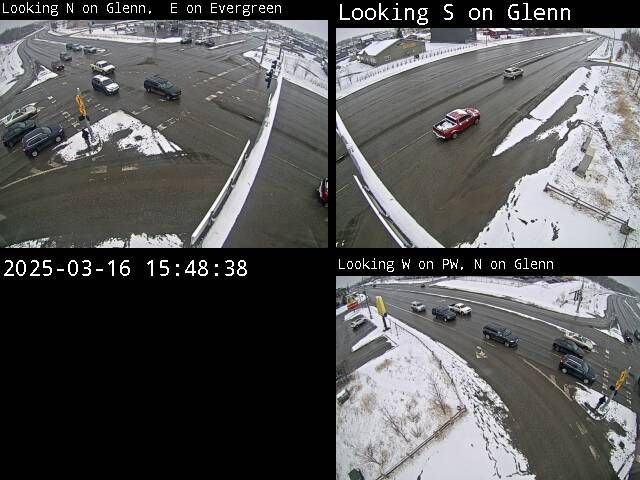 Looking N on Glenn,  E on Evergreen
Looking S on Glenn
2025-03-16 15:48:38
Looking W on PW, N on Glenn